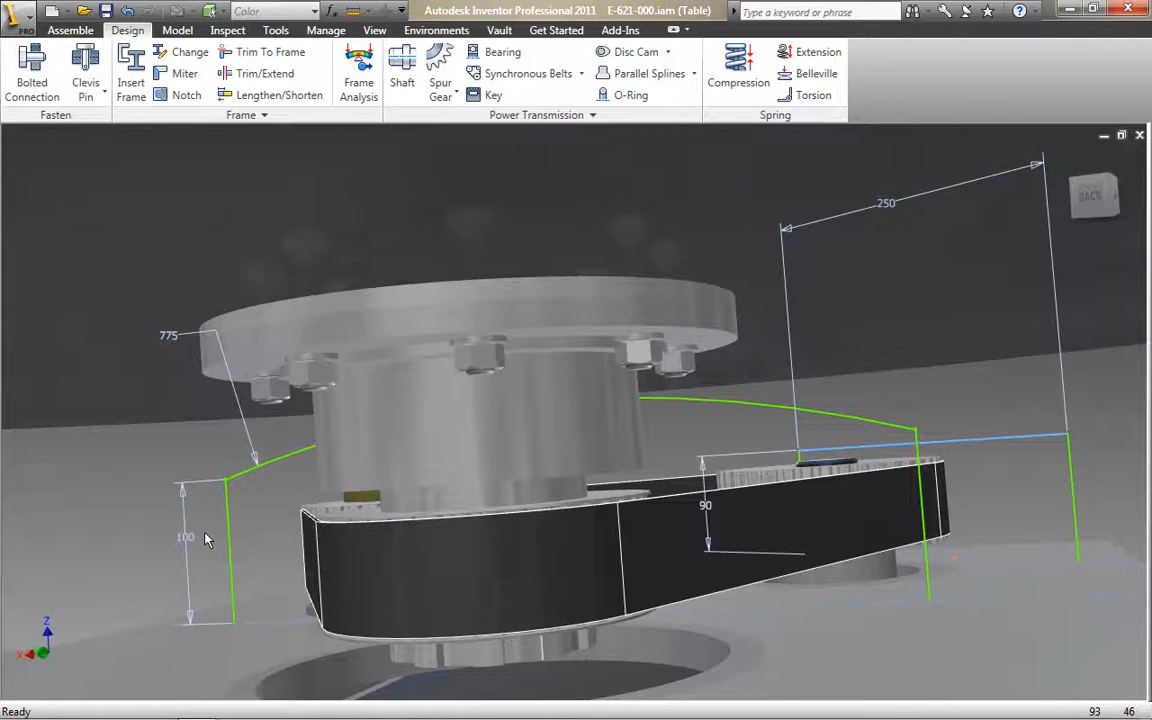 Color
Autodesk Inventor Professional 2011
E-621-000.iam (Table)
Type a keyword or phrase
PRO
Assemble
Design
Model
Inspect
Tools
Manage
View
Environments
Vault
Get Started
Add-Ins
Bolted Connection
Clevis Pin
Fasten
Insert Frame
Change
Miter
Notch
Trim To Frame
Trim/Extend
Lengthen/Shorten
Frame Analysis
Frame
Shaft
Spur Gear
Bearing
Synchronous Belts
Key
Disc Cam
Parallel Splines
O-Ring
Power Transmission
Compression
Extension
Belleville
Torsion
Spring
250
BACK
775
90
100
Z
X
Ready
93
46